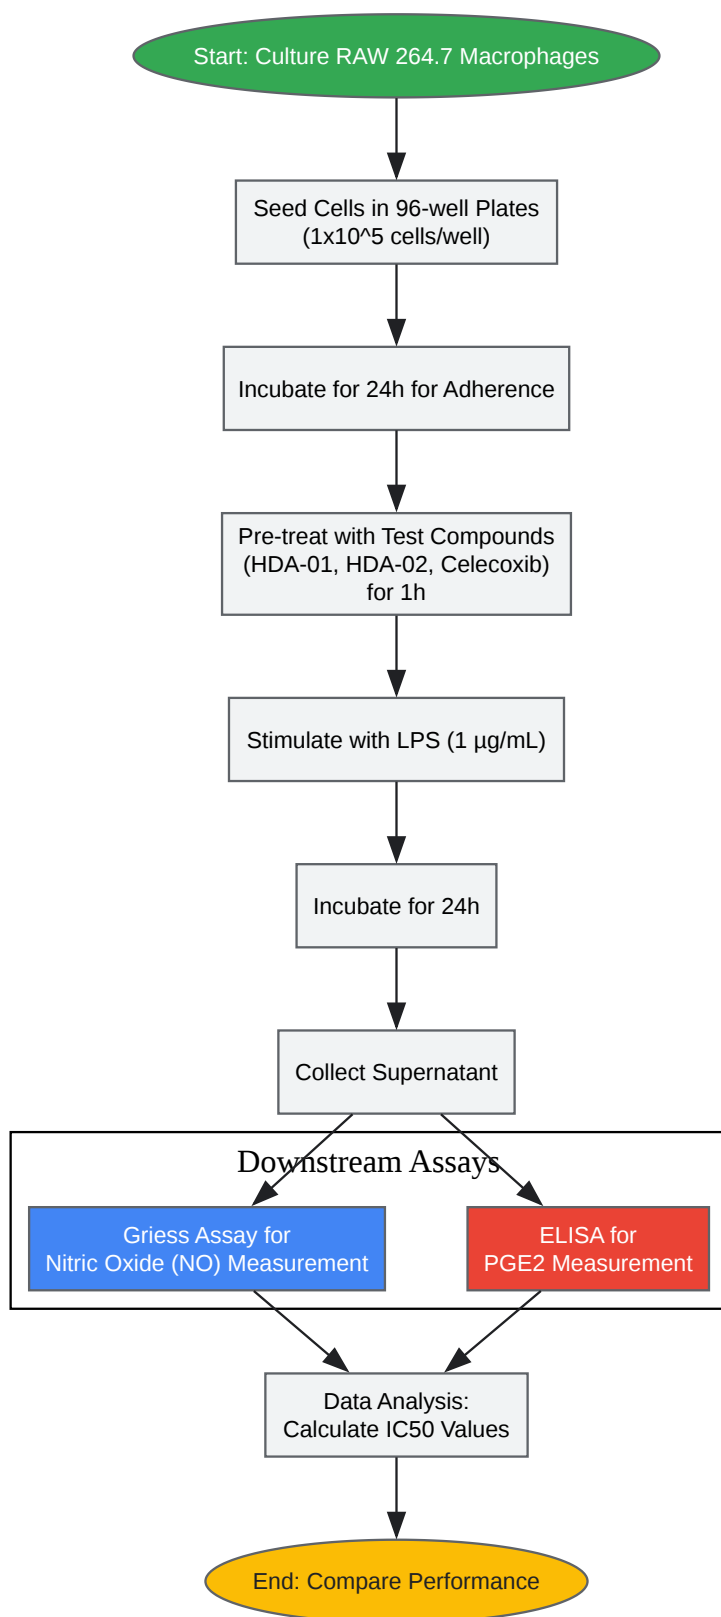 Start: Culture RAW 264.7 Macrophages
Seed Cells in 96-well Plates
(1x10^5 cells/well)
Incubate for 24h for Adherence
Pre-treat with Test Compounds
(HDA-01, HDA-02, Celecoxib)
for 1h
Stimulate with LPS (1 µg/mL)
Incubate for 24h
Collect Supernatant
Downstream Assays
Griess Assay for
Nitric Oxide (NO) Measurement
ELISA for
PGE2 Measurement
Data Analysis:
Calculate IC50 Values
End: Compare Performance